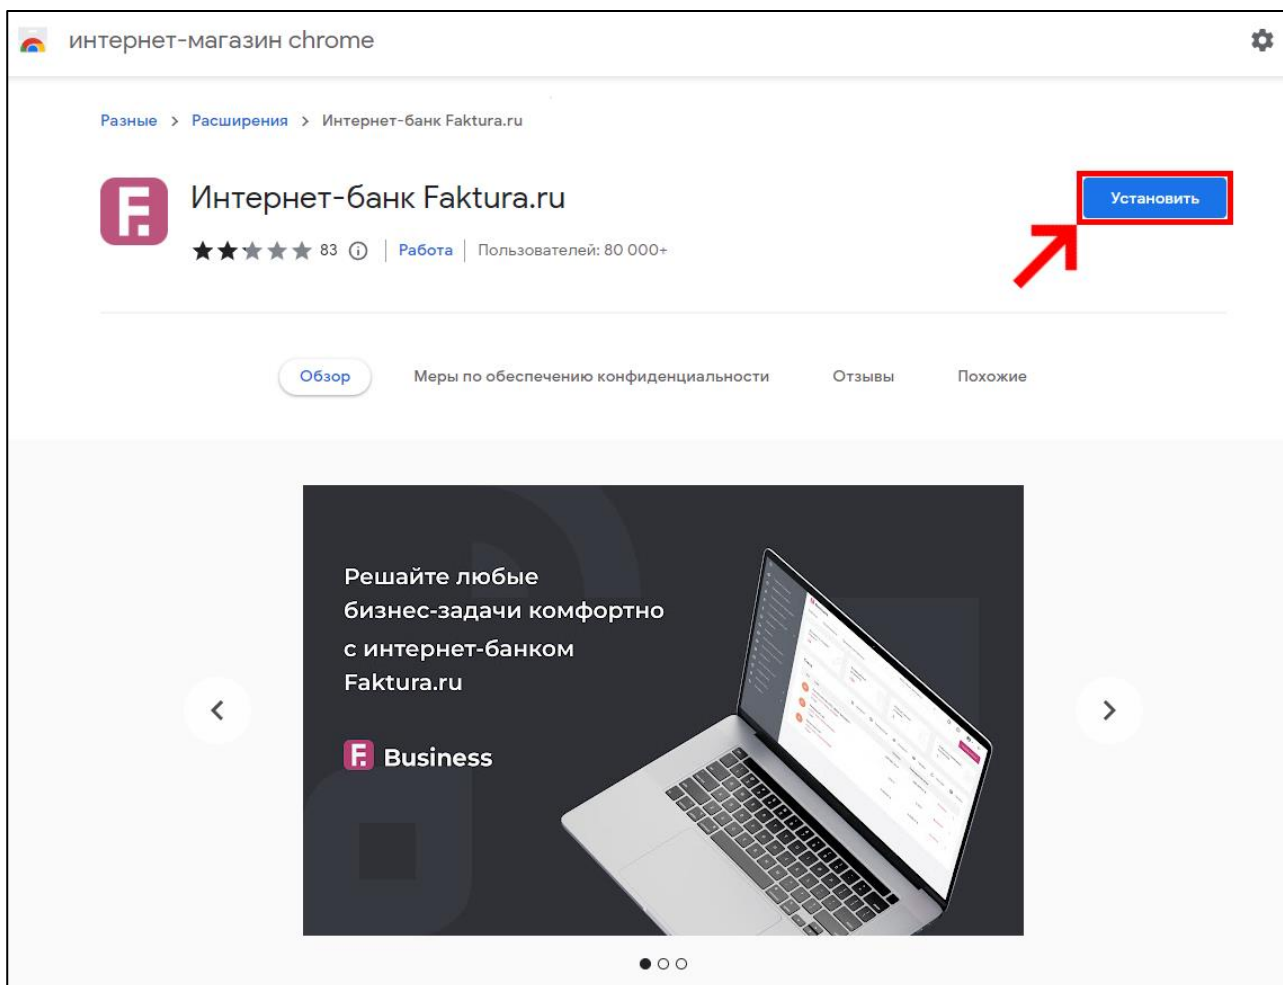 интернет-магазин chrome
Разные > Расширения > Интернет-банк Faktura.ru
Интернет-банк Faktura.ru
Установить
83 | Работа | Пользователей: 80 000+
Обзор
Меры по обеспечению конфиденциальности
Отзывы
Похожие
Решайте любые
бизнес-задачи комфортно
с интернет-банком
Faktura.ru
F. Business